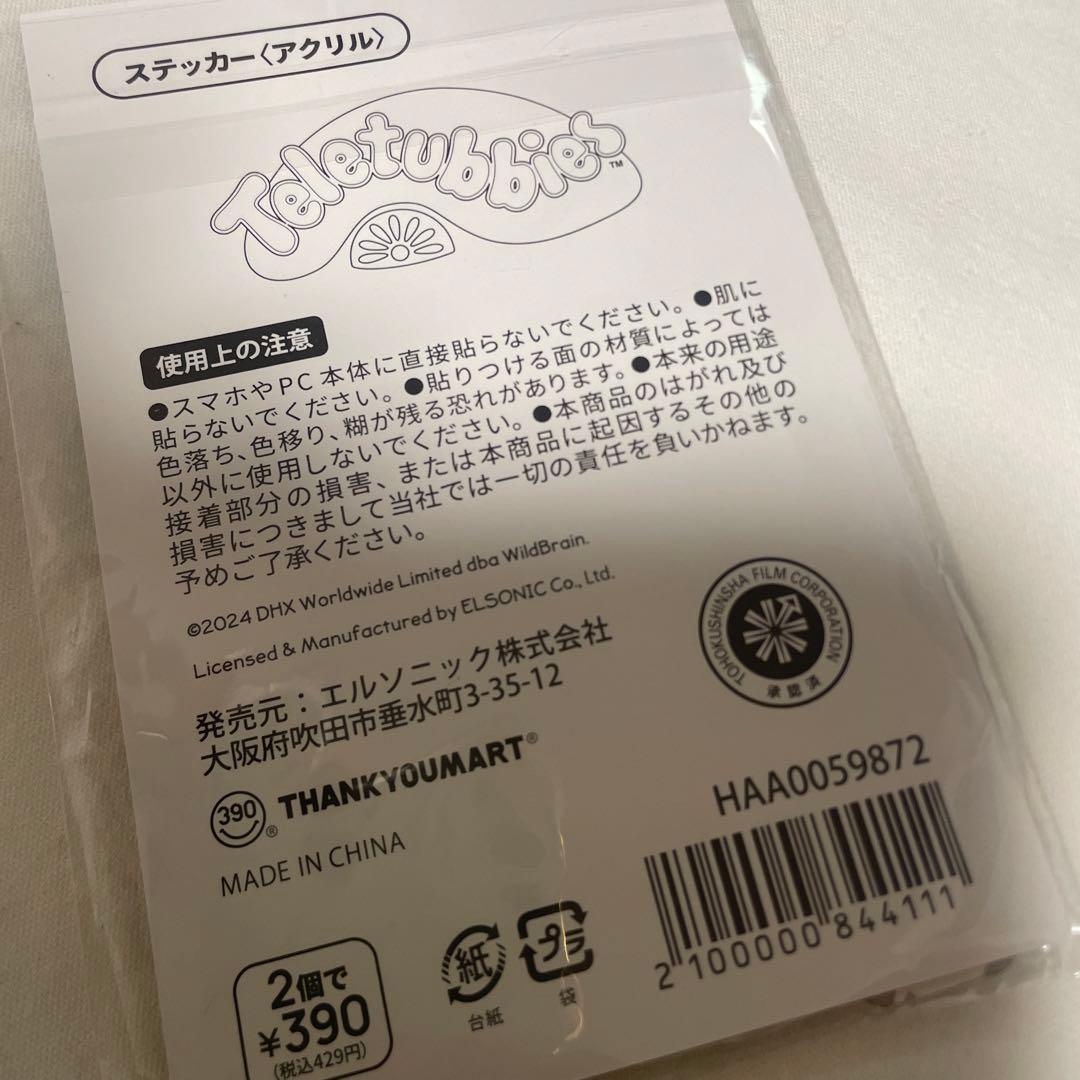 ステッカー〈アクリル〉
Teletubbies™
使用上の注意
●スマホやPC本体に直接貼らないでください。●肌に
貼らないでください。●貼りつける面の材質によっては
色落ち、色移り、糊が残る恐れがあります。●本来の用途
以外に使用しないでください。●本商品のはがれ及び
接着部分の損害、または本商品に起因するその他の
損害につきまして当社では一切の責任を負いかねます。
予めご了承ください。
©2024 DHX Worldwide Limited dba WildBrain.
Licensed & Manufactured by ELSONIC Co., Ltd.
発売元：エルソニック株式会社
大阪府吹田市垂水町3-35-12
TOHOKUSHINSHA FILM CORPORATION
承認済
390® THANKYOUMART®
MADE IN CHINA
HAA0059872
2 100000 844111
紙
台紙
プラ
袋
2個で
¥390
(税込429円)